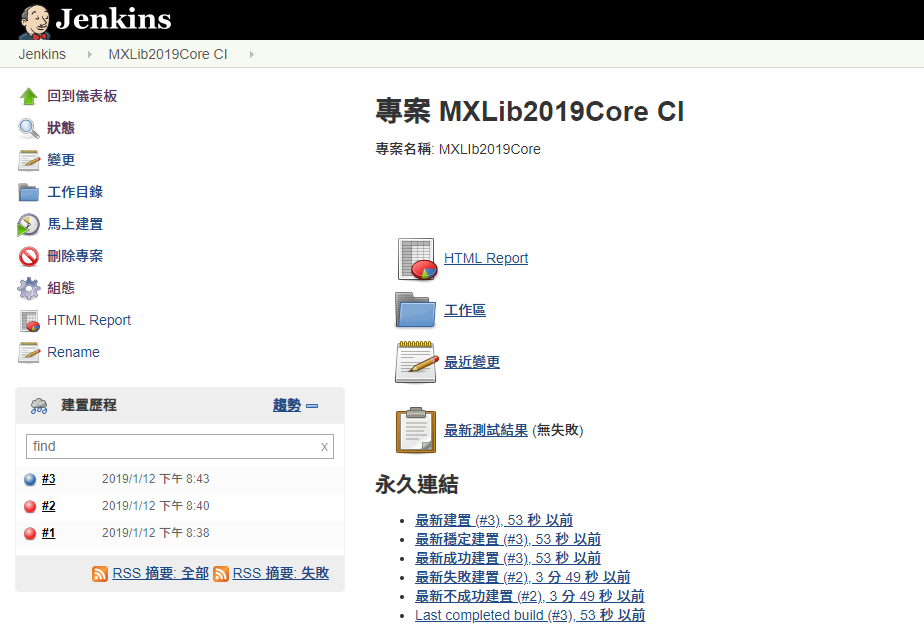 Jenkins
Jenkins MXLib2019Core CI
回到儀表板
狀態
變更
工作目錄
馬上建置
刪除專案
組態
HTML Report
Rename
建置歷程 趨勢
find x
#3 2019/1/12 下午 8:43
#2 2019/1/12 下午 8:40
#1 2019/1/12 下午 8:38
RSS 摘要: 全部 RSS 摘要: 失敗
專案 MXLib2019Core CI
專案名稱: MXLIb2019Core
HTML Report
工作區
最近變更
最新測試結果 (無失敗)
永久連結
最新建置 (#3), 53 秒 以前
最新穩定建置 (#3), 53 秒 以前
最新成功建置 (#3), 53 秒 以前
最新失敗建置 (#2), 3 分 49 秒 以前
最新不成功建置 (#2), 3 分 49 秒 以前
Last completed build (#3), 53 秒 以前